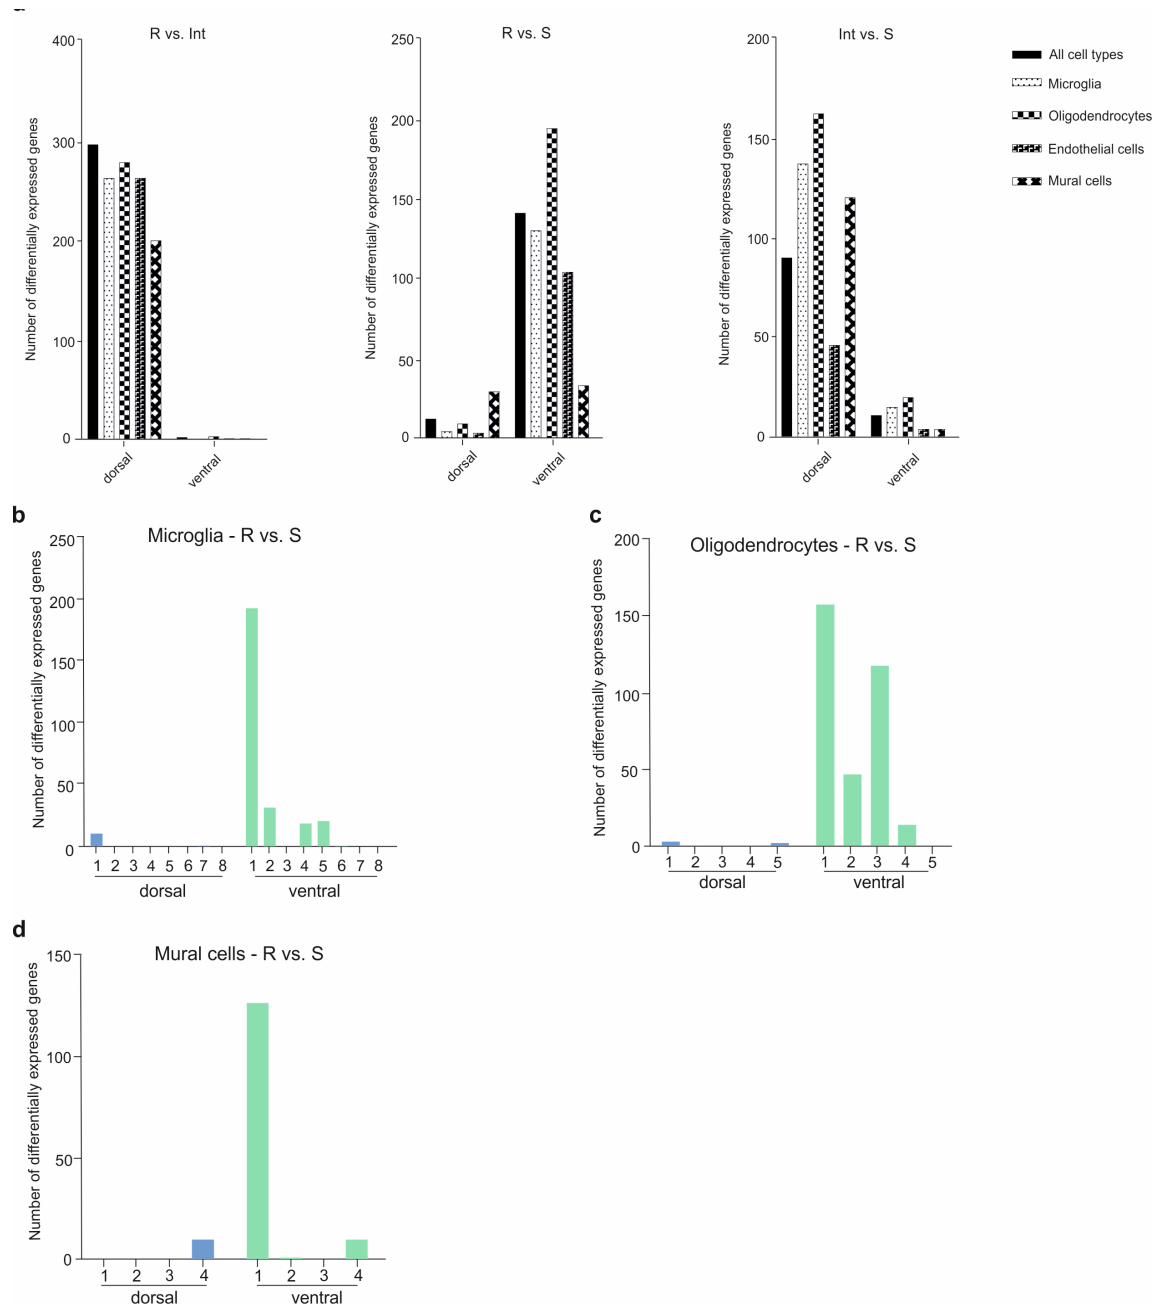 R vs. Int
R vs. S
Int vs. S
Number of differentially expressed genes
400
300
200
100
0
dorsal
ventral
Number of differentially expressed genes
250
200
150
100
50
0
dorsal
ventral
Number of differentially expressed genes
200
150
100
50
0
dorsal
ventral
All cell types
Microglia
Oligodendrocytes
Endothelial cells
Mural cells
b
Microglia - R vs. S
Number of differentially expressed genes
250
200
150
100
50
0
1 2 3 4 5 6 7 8 1 2 3 4 5 6 7 8
dorsal ventral
c
Oligodendrocytes - R vs. S
Number of differentially expressed genes
200
150
100
50
0
1 2 3 4 5 1 2 3 4 5
dorsal ventral
d
Mural cells - R vs. S
Number of differentially expressed genes
150
100
50
0
1 2 3 4 1 2 3 4
dorsal ventral